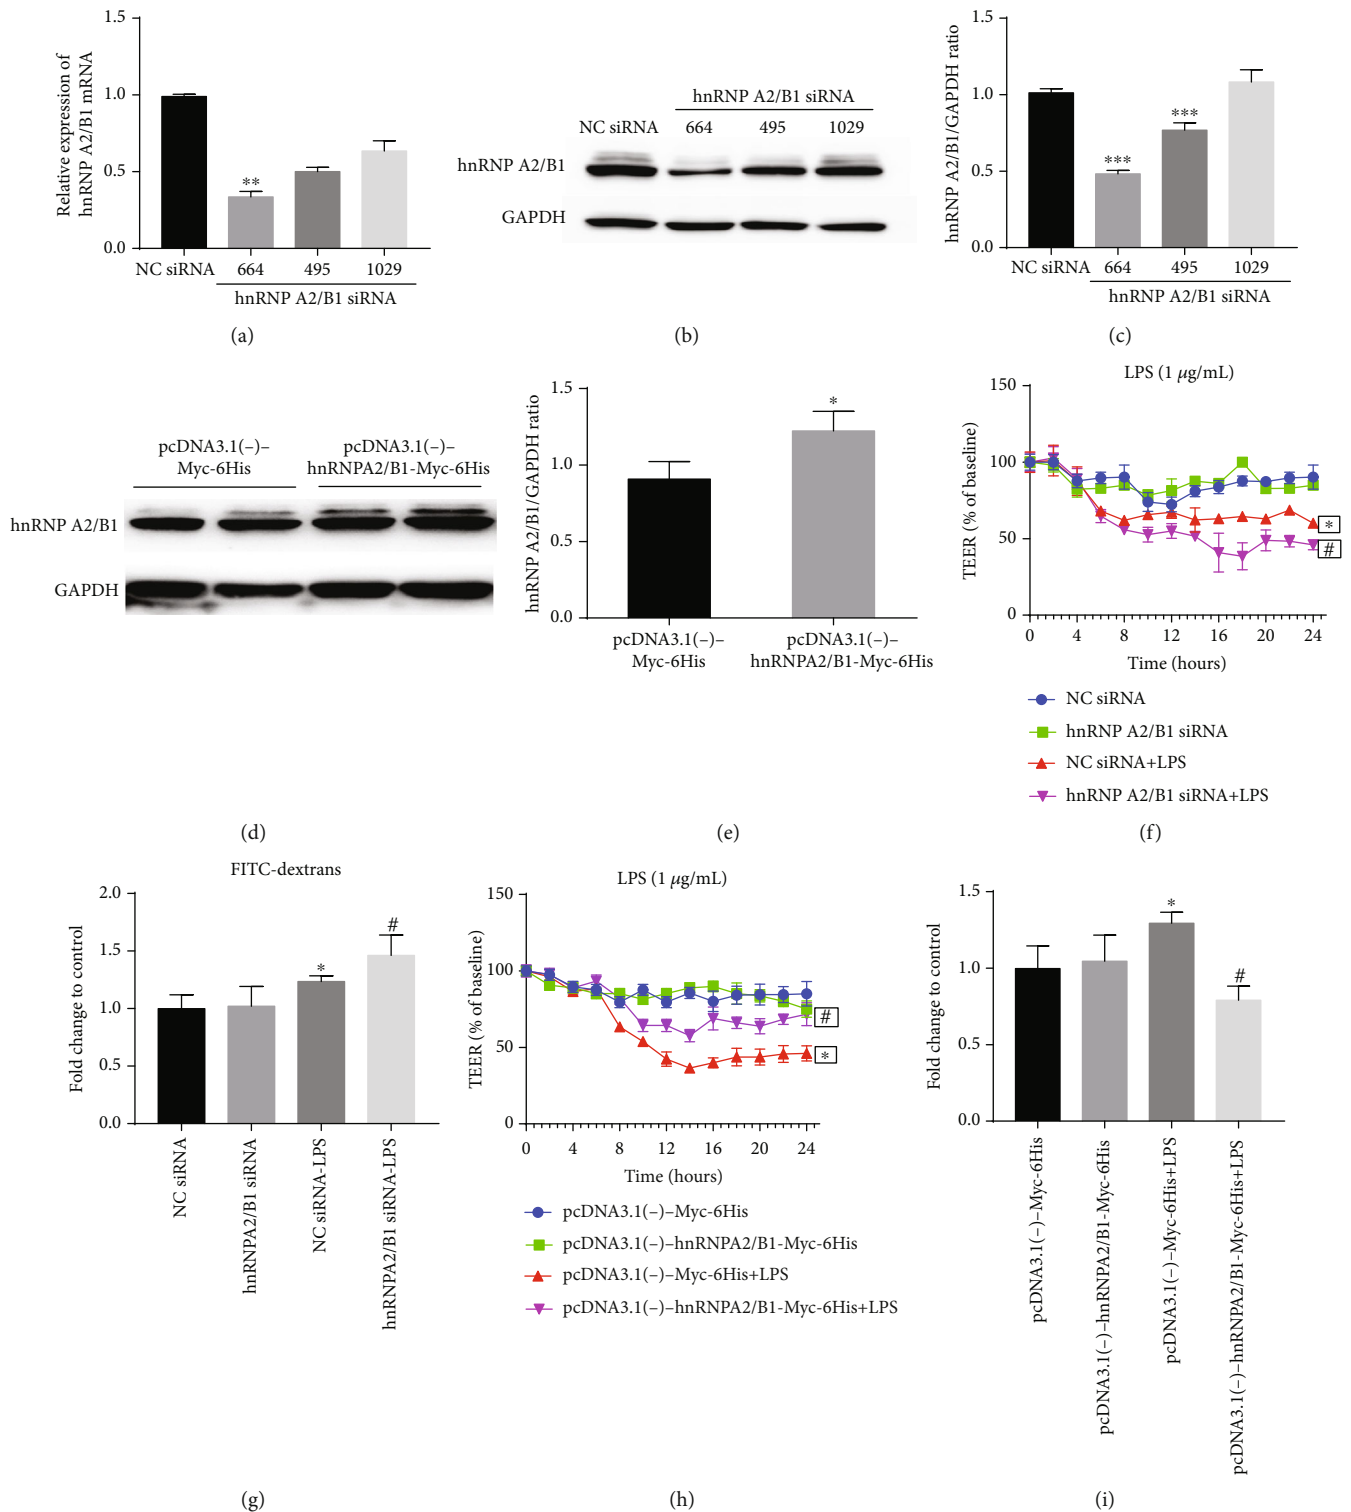 1.5
1.0
0.5
0.0
Relative expression of
hnRNP A2/B1 mRNA
**
NC siRNA
664
495
1029
hnRNP A2/B1 siRNA
(a)
hnRNP A2/B1 siRNA
NC siRNA
664
495
1029
hnRNP A2/B1
GAPDH
(b)
1.5
1.0
0.5
0.0
hnRNP A2/B1/GAPDH ratio
***
***
NC siRNA
664
495
1029
hnRNP A2/B1 siRNA
(c)
pcDNA3.1(–)–
Myc-6His
pcDNA3.1(–)–
hnRNPA2/B1-Myc-6His
hnRNP A2/B1
GAPDH
(d)
1.5
1.0
0.5
0.0
hnRNP A2/B1/GAPDH ratio
*
pcDNA3.1(–)–
Myc-6His
pcDNA3.1(–)–
hnRNPA2/B1-Myc-6His
(e)
LPS (1 μg/mL)
150
100
50
0
TEER (% of baseline)
*
#
0 4 8 12 16 20 24
Time (hours)
NC siRNA
hnRNP A2/B1 siRNA
NC siRNA+LPS
hnRNP A2/B1 siRNA+LPS
(f)
FITC-dextrans
2.0
1.5
1.0
0.5
0.0
Fold change to control
*
#
NC siRNA
hnRNPA2/B1 siRNA
NC siRNA-LPS
hnRNPA2/B1 siRNA-LPS
(g)
LPS (1 μg/mL)
150
100
50
0
TEER (% of baseline)
#
*
0 4 8 12 16 20 24
Time (hours)
pcDNA3.1(–)–Myc-6His
pcDNA3.1(–)–hnRNPA2/B1-Myc-6His
pcDNA3.1(–)–Myc-6His+LPS
pcDNA3.1(–)–hnRNPA2/B1-Myc-6His+LPS
(h)
1.5
1.0
0.5
0.0
Fold change to control
*
#
pcDNA3.1(–)–Myc-6His
pcDNA3.1(–)–hnRNPA2/B1-Myc-6His
pcDNA3.1(–)–Myc-6His+LPS
pcDNA3.1(–)–hnRNPA2/B1-Myc-6His+LPS
(i)